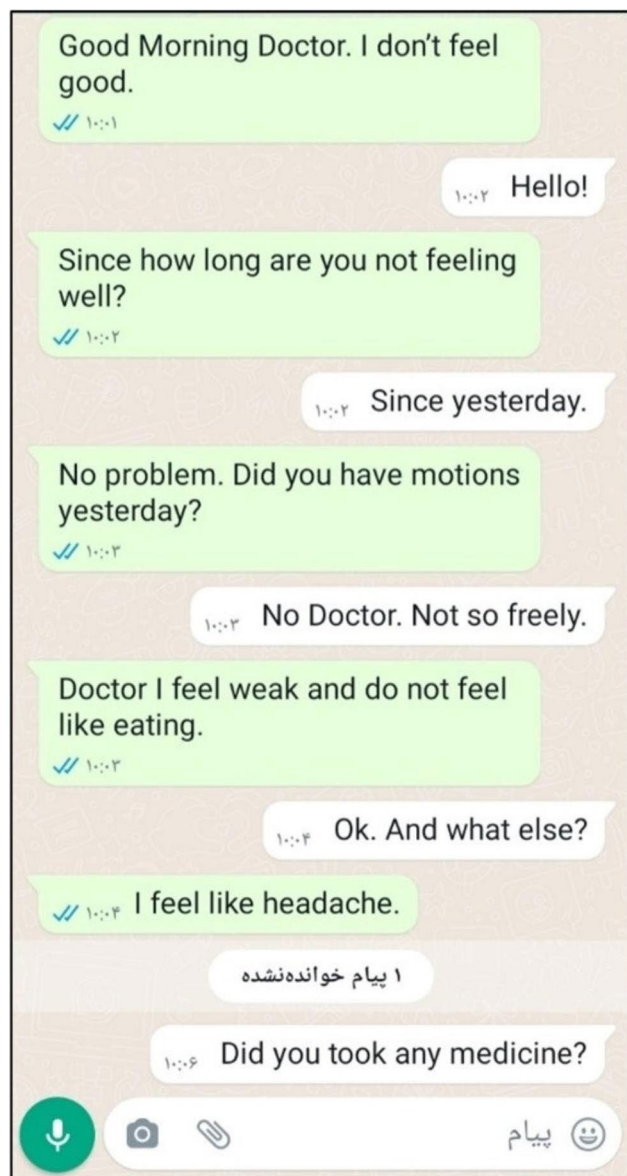 Good Morning Doctor. I don't feel
good.
۱۰:۰۱
Hello!
۱۰:۰۲
Since how long are you not feeling
well?
۱۰:۰۲
Since yesterday.
۱۰:۰۲
No problem. Did you have motions
yesterday?
۱۰:۰۳
No Doctor. Not so freely.
۱۰:۰۳
Doctor I feel weak and do not feel
like eating.
۱۰:۰۳
Ok. And what else?
۱۰:۰۴
I feel like headache.
۱۰:۰۴
۱ پیام خوانده‌نشده
Did you took any medicine?
۱۰:۰۶
پیام